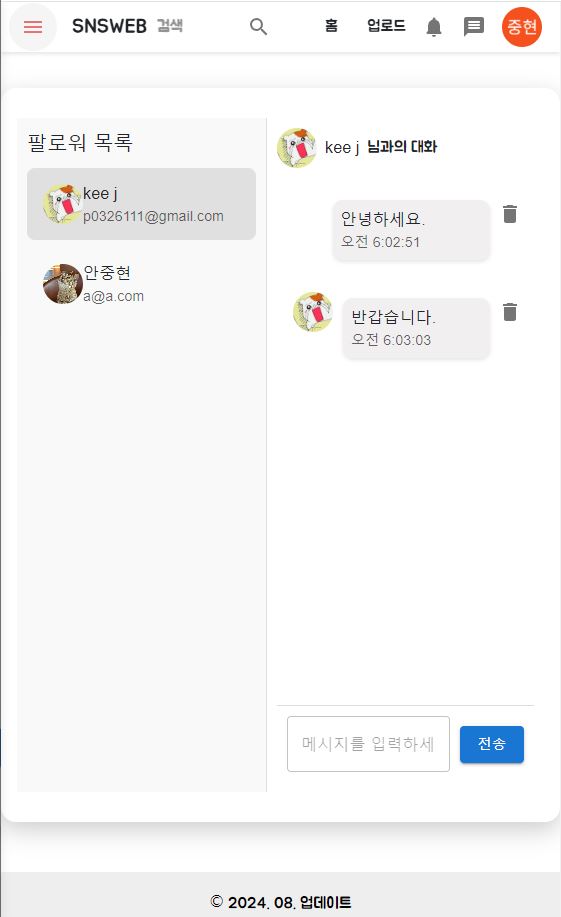 SNSWEB 검색 홈 업로드 중현
팔로워 목록
kee j
p0326111@gmail.com
안중현
a@a.com
kee j 님과의 대화
안녕하세요.
오전 6:02:51
반갑습니다.
오전 6:03:03
메시지를 입력하세
전송
© 2024. 08. 업데이트